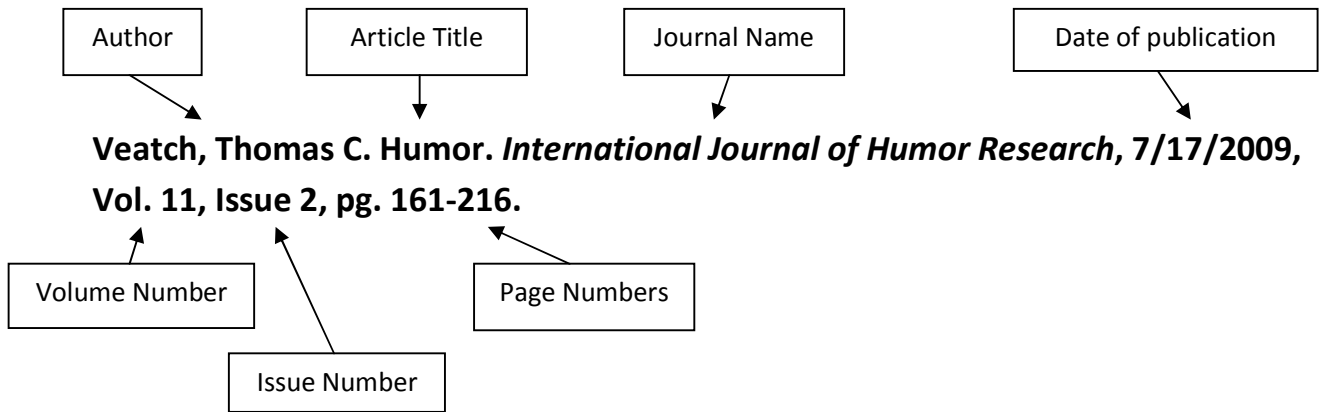 Author
Article Title
Journal Name
Date of publication
Veatch, Thomas C. Humor. International Journal of Humor Research, 7/17/2009,
Vol. 11, Issue 2, pg. 161-216.
Volume Number
Page Numbers
Issue Number